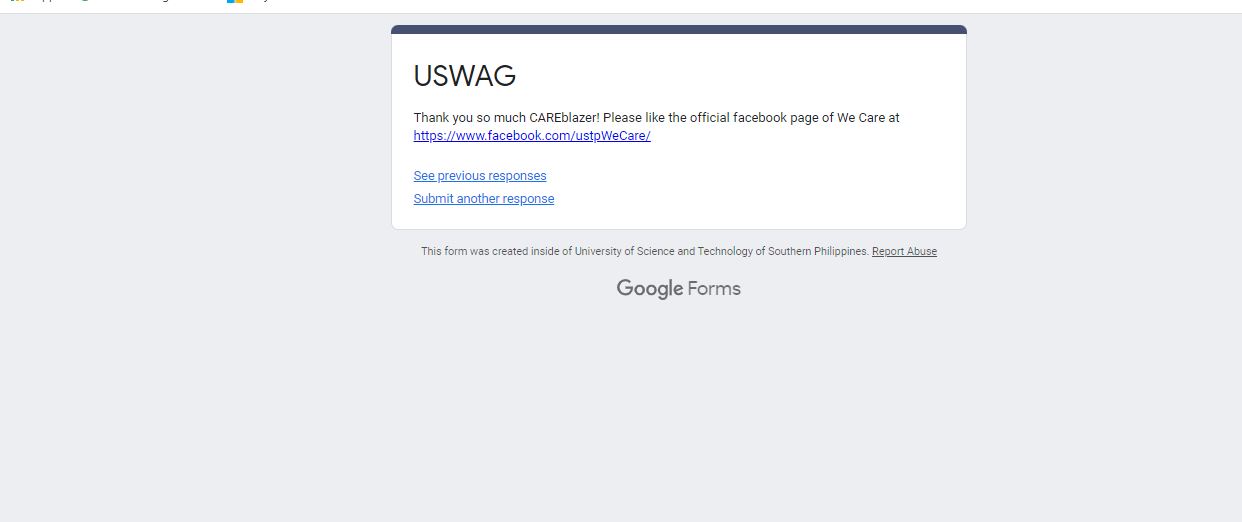 USWAG
Thank you so much CAREblazer! Please like the official facebook page of We Care at
https://www.facebook.com/ustpWeCare/
See previous responses
Submit another response
This form was created inside of University of Science and Technology of Southern Philippines. Report Abuse
Google Forms